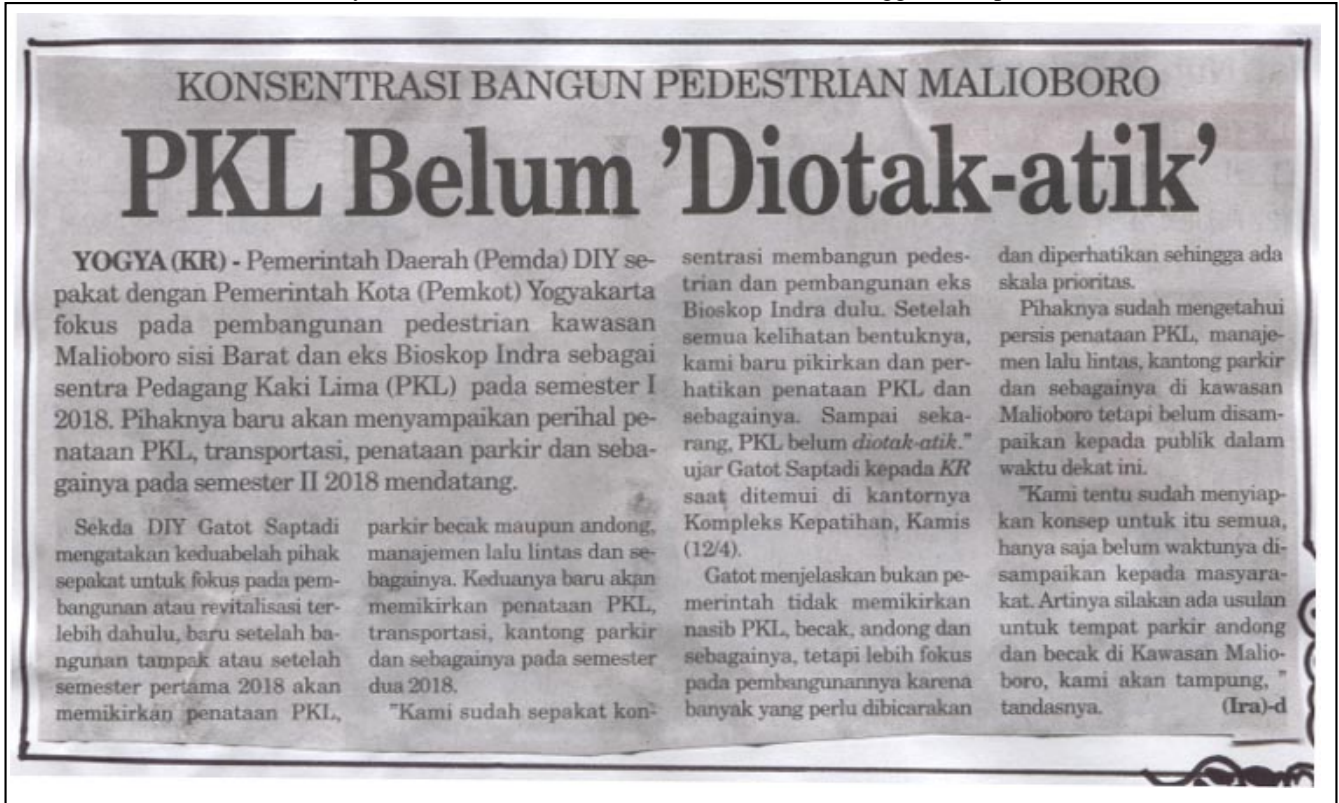 KONSENTRASI BANGUN PEDESTRIAN MALIOBORO
PKL Belum 'Diotak-atik'
YOGYA (KR) - Pemerintah Daerah (Pemda) DIY se-
pakat dengan Pemerintah Kota (Pemkot) Yogyakarta
fokus pada pembangunan pedestrian kawasan
Malioboro sisi Barat dan eks Bioskop Indra sebagai
sentra Pedagang Kaki Lima (PKL) pada semester I
2018. Pihaknya baru akan menyampaikan perihal pe-
nataan PKL, transportasi, penataan parkir dan seba-
gainya pada semester II 2018 mendatang.
Sekda DIY Gatot Saptadi
mengatakan keduabelah pihak
sepakat untuk fokus pada pem-
bangunan atau revitalisasi ter-
lebih dahulu, baru setelah ba-
ngunan tampak atau setelah
semester pertama 2018 akan
memikirkan penataan PKL,
parkir becak maupun andong,
manajemen lalu lintas dan se-
bagainya. Keduanya baru akan
memikirkan penataan PKL,
transportasi, kantong parkir
dan sebagainya pada semester
dua 2018.
"Kami sudah sepakat kon-
sentrasi membangun pedes-
trian dan pembangunan eks
Bioskop Indra dulu. Setelah
semua kelihatan bentuknya,
kami baru pikirkan dan per-
hatikan penataan PKL dan
sebagainya. Sampai seka-
rang, PKL belum diotak-atik."
ujar Gatot Saptadi kepada KR
saat ditemui di kantornya
Kompleks Kepatihan, Kamis
(12/4).
Gatot menjelaskan bukan pe-
merintah tidak memikirkan
nasib PKL, becak, andong dan
sebagainya, tetapi lebih fokus
pada pembangunannya karena
banyak yang perlu dibicarakan
dan diperhatikan sehingga ada
skala prioritas.
Pihaknya sudah mengetahui
persis penataan PKL, manaje-
men lalu lintas, kantong parkir
dan sebagainya di kawasan
Malioboro tetapi belum disam-
paikan kepada publik dalam
waktu dekat ini.
"Kami tentu sudah menyiap-
kan konsep untuk itu semua,
hanya saja belum waktunya di-
sampaikan kepada masyara-
kat. Artinya silakan ada usulan
untuk tempat parkir andong
dan becak di Kawasan Malio-
boro, kami akan tampung, "
tandasnya. (Ira)-d